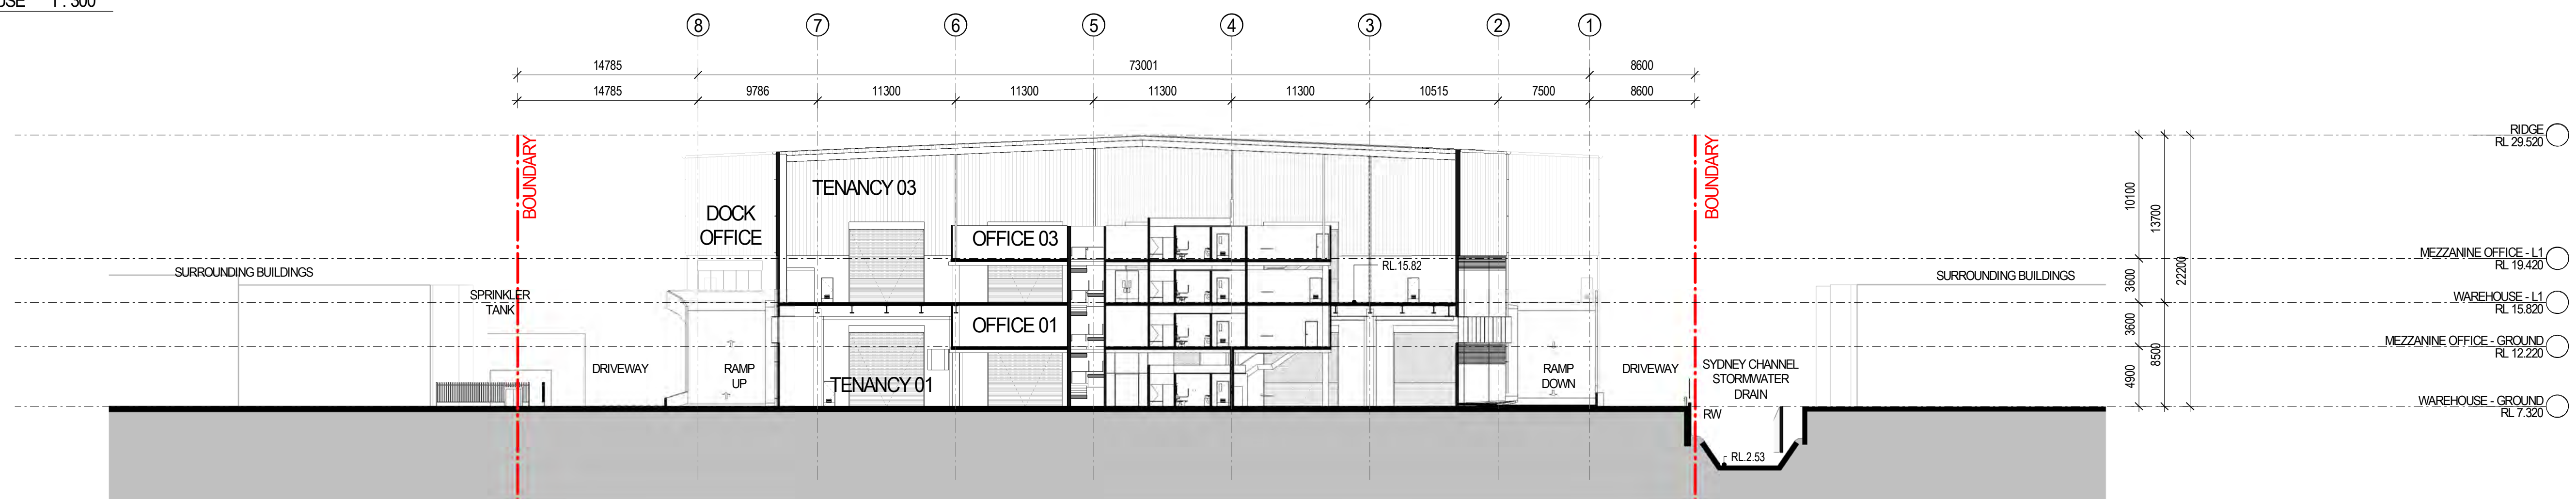 1 : 300
8 7 6 5 4 3 2 1
14785 73001 8600
14785 9786 11300 11300 11300 11300 10515 7500 8600
BOUNDARY
BOUNDARY
RIDGE
RL 29.520
TENANCY 03
DOCK
OFFICE
OFFICE 03
10100
13700
22200
MEZZANINE OFFICE - L1
RL 19.420
SURROUNDING BUILDINGS
RL.15.82
SURROUNDING BUILDINGS
3600
SPRINKLER
TANK
WAREHOUSE - L1
RL 15.820
OFFICE 01
3600
8500
MEZZANINE OFFICE - GROUND
RL 12.220
DRIVEWAY
RAMP
UP
TENANCY 01
RAMP
DOWN
DRIVEWAY
SYDNEY CHANNEL
STORMWATER
DRAIN
4900
WAREHOUSE - GROUND
RL 7.320
RW
RL.2.53